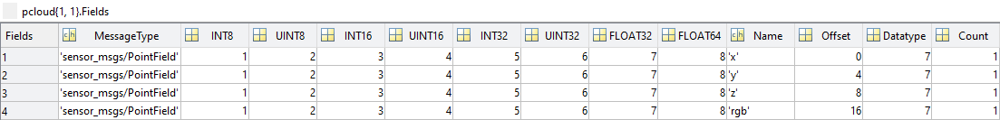 pcloud{1, 1}.Fields
Fields MessageType INT8 UINT8 INT16 UINT16 INT32 UINT32 FLOAT32 FLOAT64 Name Offset Datatype Count
1 'sensor_msgs/PointField' 1 2 3 4 5 6 7 8 'x' 0 7 1
2 'sensor_msgs/PointField' 1 2 3 4 5 6 7 8 'y' 4 7 1
3 'sensor_msgs/PointField' 1 2 3 4 5 6 7 8 'z' 8 7 1
4 'sensor_msgs/PointField' 1 2 3 4 5 6 7 8 'rgb' 16 7 1